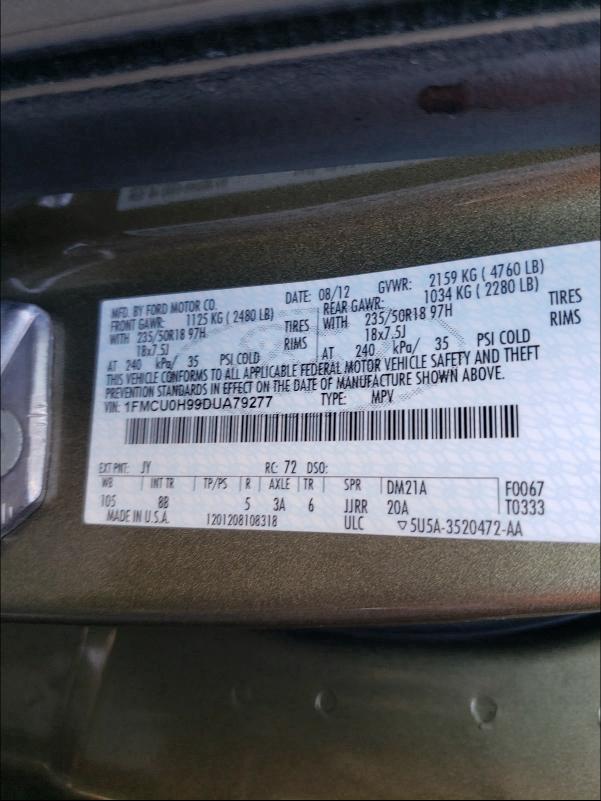 MFD. BY FORD MOTOR CO.
DATE: 08/12 GVWR: 2159 KG ( 4760 LB)
FRONT GAWR: 1125 KG ( 2480 LB)
WITH 235/50R18 97H TIRES
18x7.5J RIMS
AT 240 kPa/ 35 PSI COLD
REAR GAWR: 1034 KG ( 2280 LB)
WITH 235/50R18 97H TIRES
18x7.5J RIMS
AT 240 kPa/ 35 PSI COLD
THIS VEHICLE CONFORMS TO ALL APPLICABLE FEDERAL MOTOR VEHICLE SAFETY AND THEFT
PREVENTION STANDARDS IN EFFECT ON THE DATE OF MANUFACTURE SHOWN ABOVE.
VIN: 1FMCU0H99DUA79277 TYPE: MPV
EXT PNT: JY RC: 72 DSO:
WB INT TR TP/PS R AXLE TR SPR DM21A F0067
105 8B 5 3A 6 JJRR 20A T0333
MADE IN U.S.A. 1201208108318 ULC ▽5U5A-3520472-AA